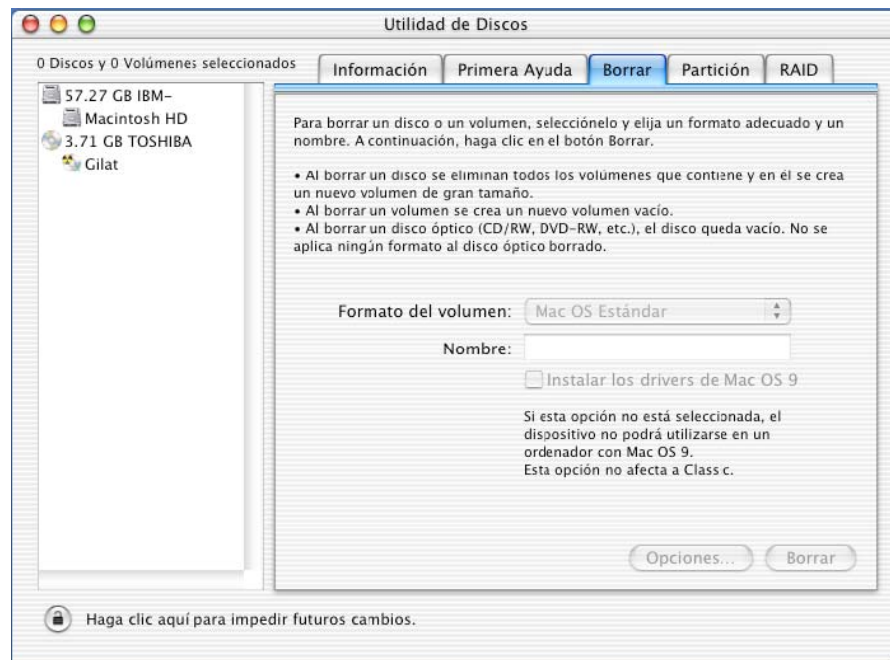 Utilidad de Discos
0 Discos y 0 Volúmenes seleccionados
Información
Primera Ayuda
Borrar
Partición
RAID
57.27 GB IBM-
Macintosh HD
3.71 GB TOSHIBA
Gilat
Para borrar un disco o un volumen, selecciónelo y elija un formato adecuado y un
nombre. A continuación, haga clic en el botón Borrar.
• Al borrar un disco se eliminan todos los volúmenes que contiene y en él se crea
un nuevo volumen de gran tamaño.
• Al borrar un volumen se crea un nuevo volumen vacío.
• Al borrar un disco óptico (CD/RW, DVD-RW, etc.), el disco queda vacío. No se
aplica ningún formato al disco óptico borrado.
Formato del volumen: Mac OS Estándar
Nombre:
Instalar los drivers de Mac OS 9
Si esta opción no está seleccionada, el
dispositivo no podrá utilizarse en un
ordenador con Mac OS 9.
Esta opción no afecta a Classic.
Opciones...
Borrar
Haga clic aquí para impedir futuros cambios.